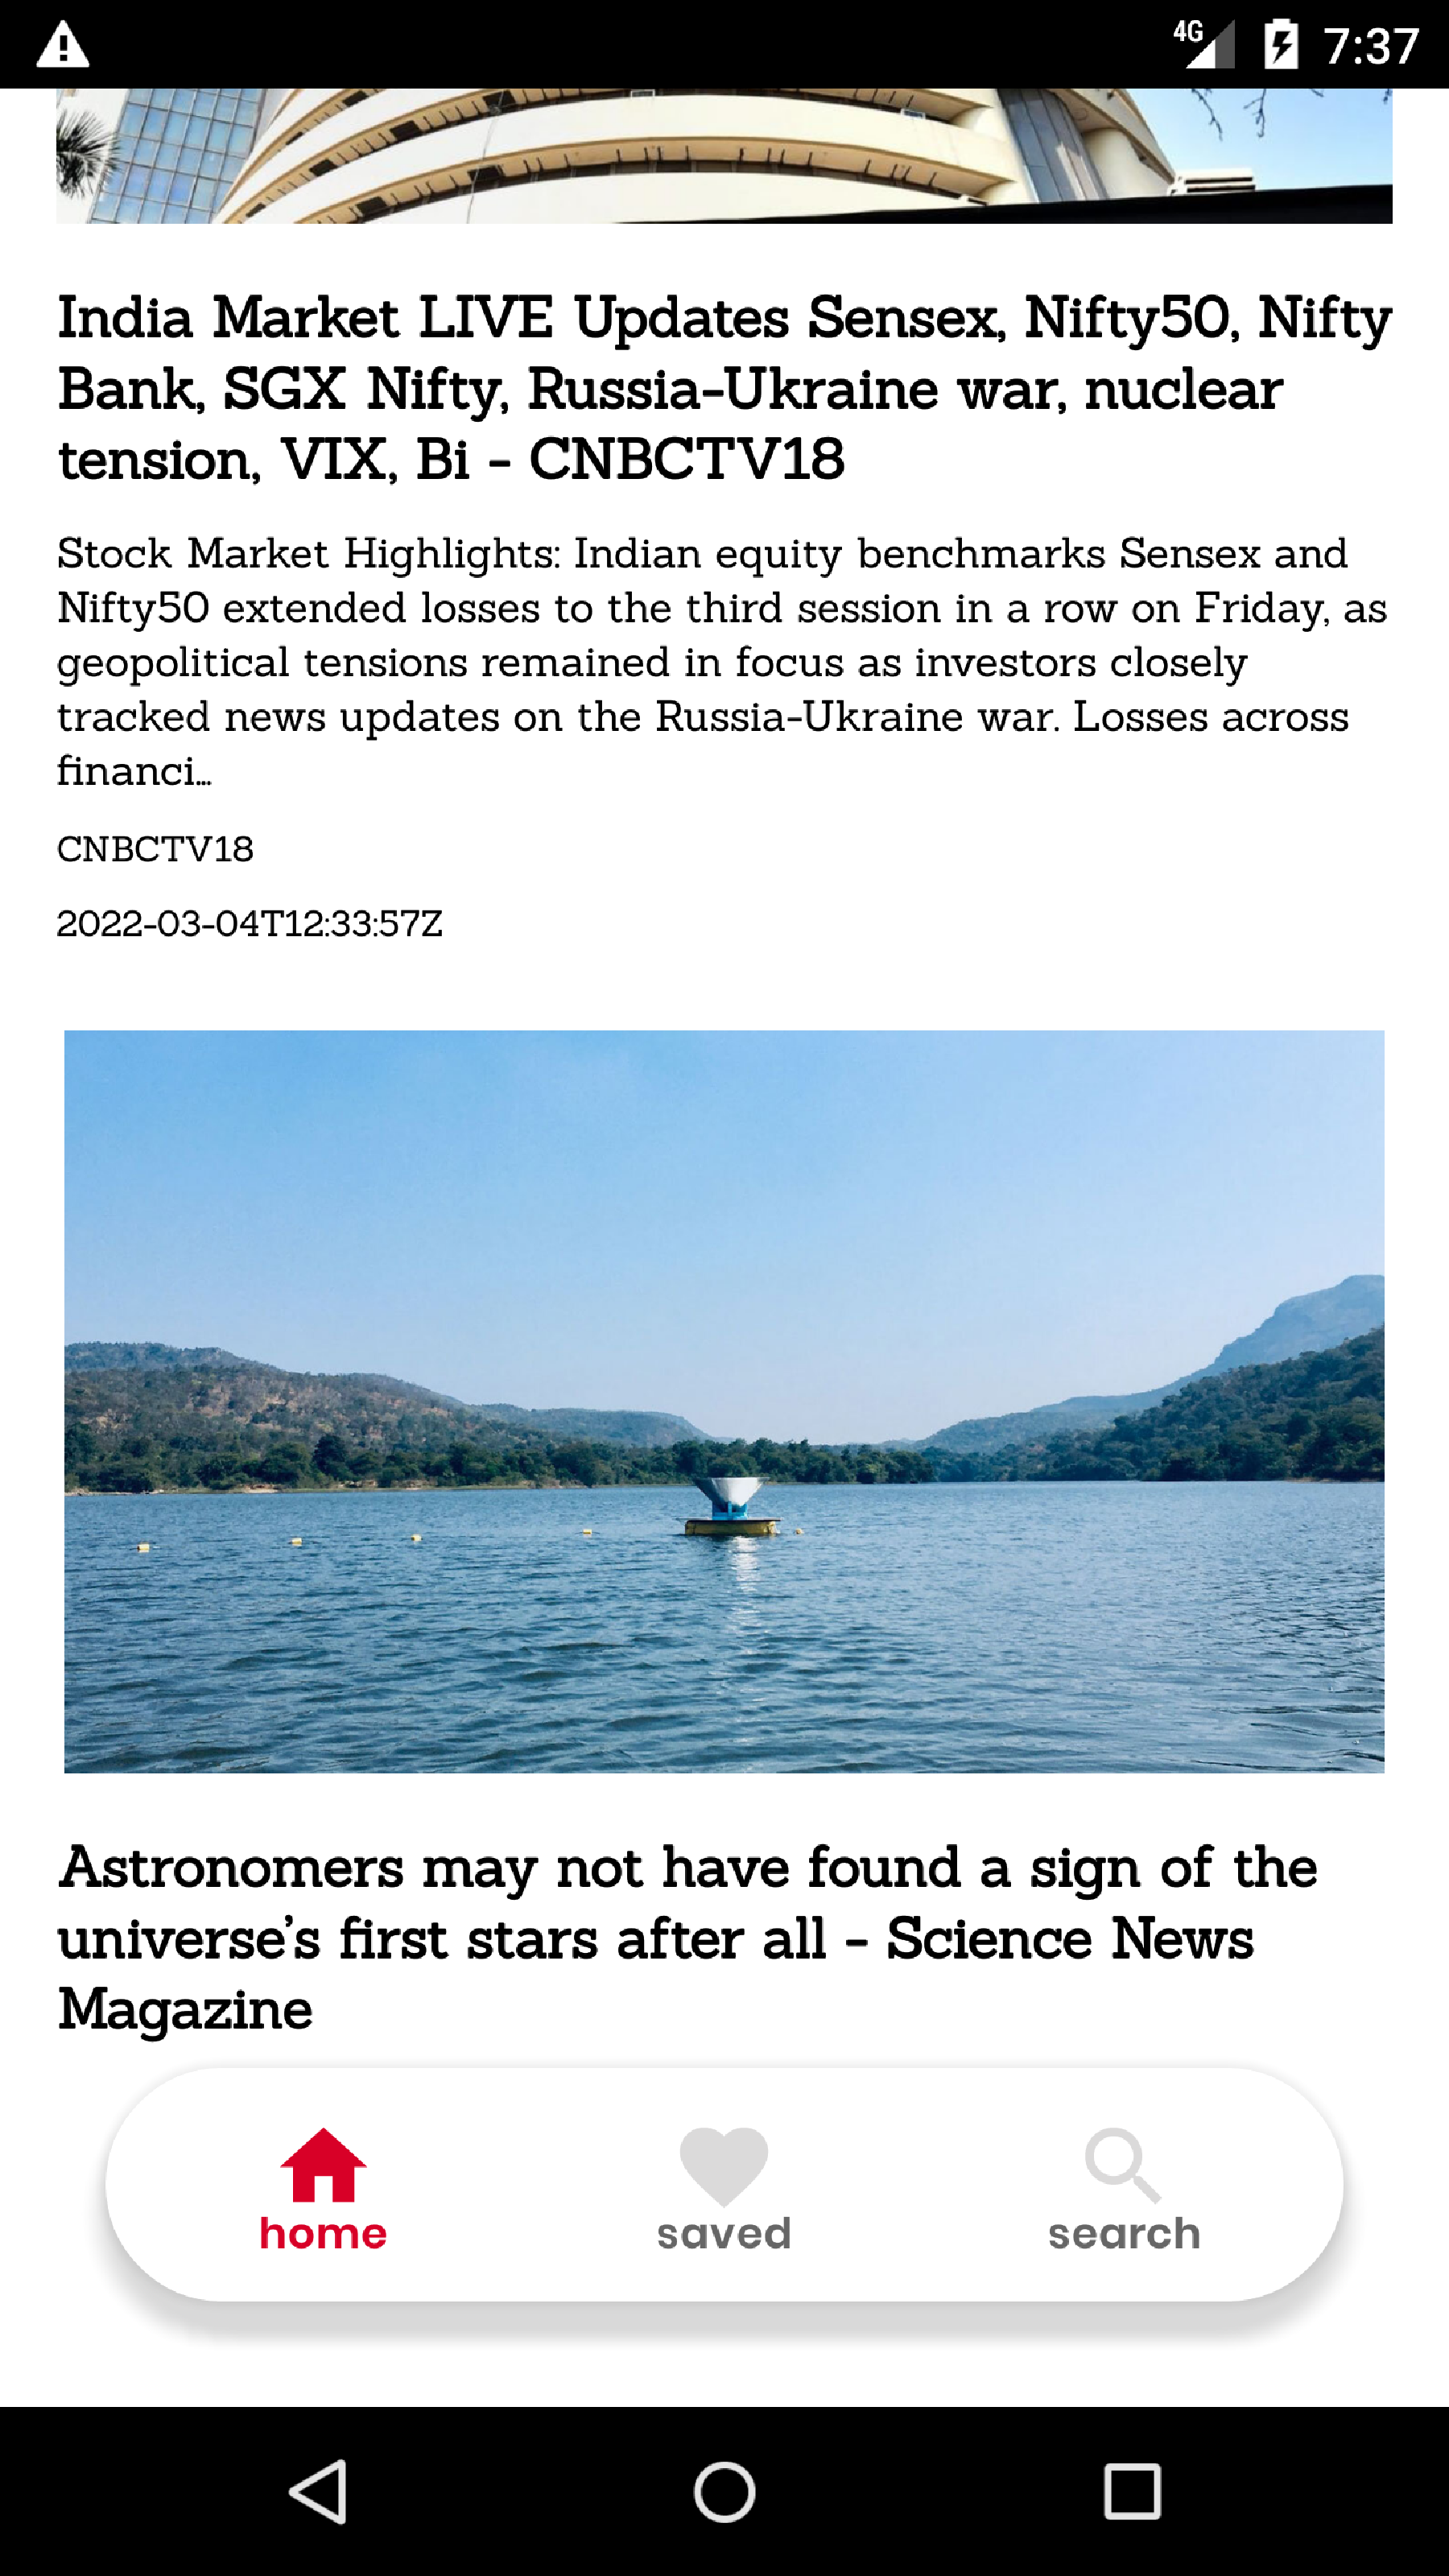 4G 7:37
India Market LIVE Updates Sensex, Nifty50, Nifty
Bank, SGX Nifty, Russia-Ukraine war, nuclear
tension, VIX, Bi - CNBCTV18
Stock Market Highlights: Indian equity benchmarks Sensex and
Nifty50 extended losses to the third session in a row on Friday, as
geopolitical tensions remained in focus as investors closely
tracked news updates on the Russia-Ukraine war. Losses across
financi…
CNBCTV18
2022-03-04T12:33:57Z
Astronomers may not have found a sign of the
universe’s first stars after all - Science News
Magazine
home saved search